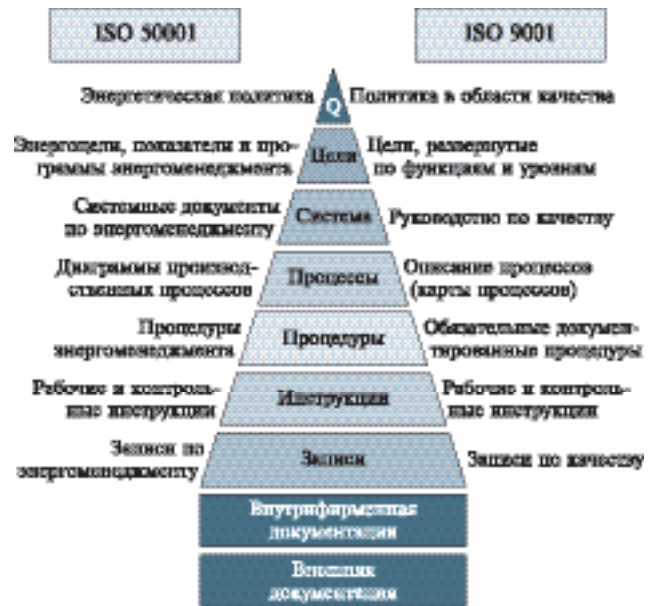 ISO 50001
ISO 9001
Энергетическая политика
Q
Политика в области качества
Энергоцели, показатели и про-
граммы энергоменеджмента
Цели
Цели, развернутые
по функциям и уровням
Системные документы
по энергоменеджменту
Система
Руководство по качеству
Диаграммы производ-
ственных процессов
Процессы
Описание процессов
(карты процессов)
Процедуры
энергоменеджмента
Процедуры
Обязательные докумен-
тированные процедуры
Рабочие и контроль-
ные инструкции
Инструкции
Рабочие и контроль-
ные инструкции
Записи по
энергоменеджменту
Записи
Записи по качеству
Внутрифирменная
документация
Внешняя
документация